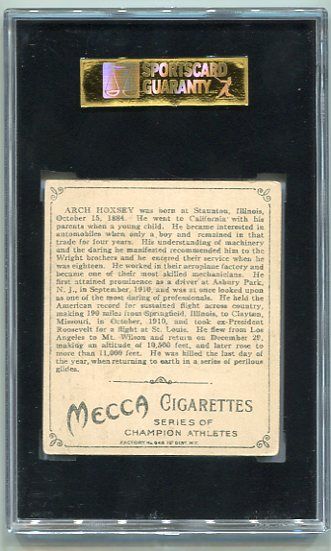 SPORTSCARD
GUARANTY
ARCH HOXSEY was born at Staunton, Illinois,
October 15, 1884. He went to California with his
parents when a young child. He became interested in
automobiles when only a boy and remained in that
trade for four years. His understanding of machinery
and the daring he manifested recommended him to the
Wright brothers and he entered their service when he
was eighteen. He worked in their aeroplane factory and
became one of their most skilled mechanicians. He
first attained prominence as a driver at Asbury Park,
N. J., in September, 1910, and was at once looked upon
as one of the most daring of professionals. He held the
American record for sustained flight across country,
making 190 miles from Springfield, Illinois, to Clayton,
Missouri, in October, 1910, and took ex-President
Roosevelt for a flight at St. Louis. He flew from Los
Angeles to Mt. Wilson and return on December 29,
making an altitude of 10,500 feet, and later rose to
more than 11,000 feet. He was killed the last day of
the year, when returning to earth in a series of perilous
glides.
MECCA CIGARETTES
SERIES OF
CHAMPION ATHLETES
FACTORY No. 649 1ST DIST. N.Y.